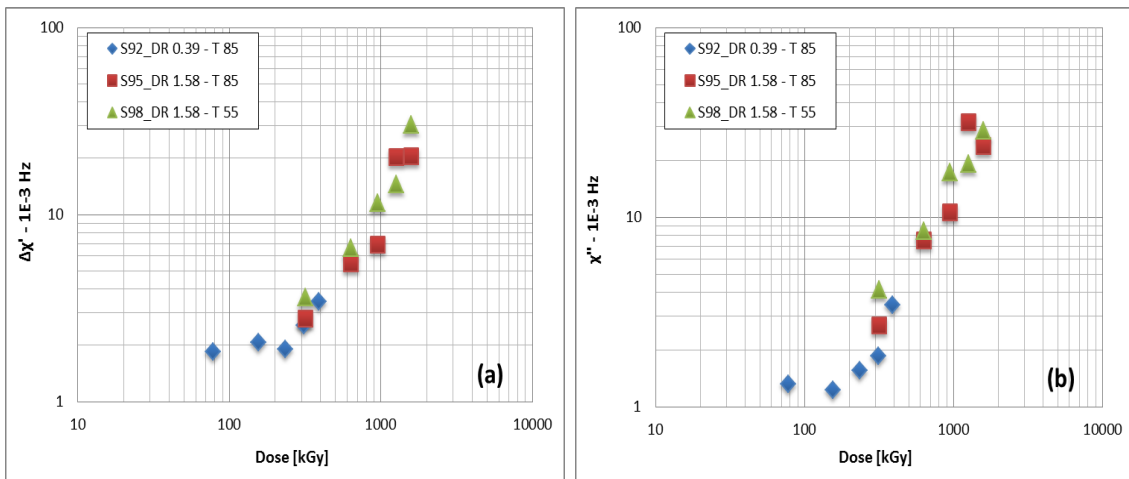 100
10
1
10
100
1000
10000
Δχ' - 1E-3 Hz
Dose [kGy]
S92_DR 0.39 - T 85
S95_DR 1.58 - T 85
S98_DR 1.58 - T 55
(a)
100
10
1
10
100
1000
10000
χ'' - 1E-3 Hz
Dose [kGy]
S92_DR 0.39 - T 85
S95_DR 1.58 - T 85
S98_DR 1.58 - T 55
(b)